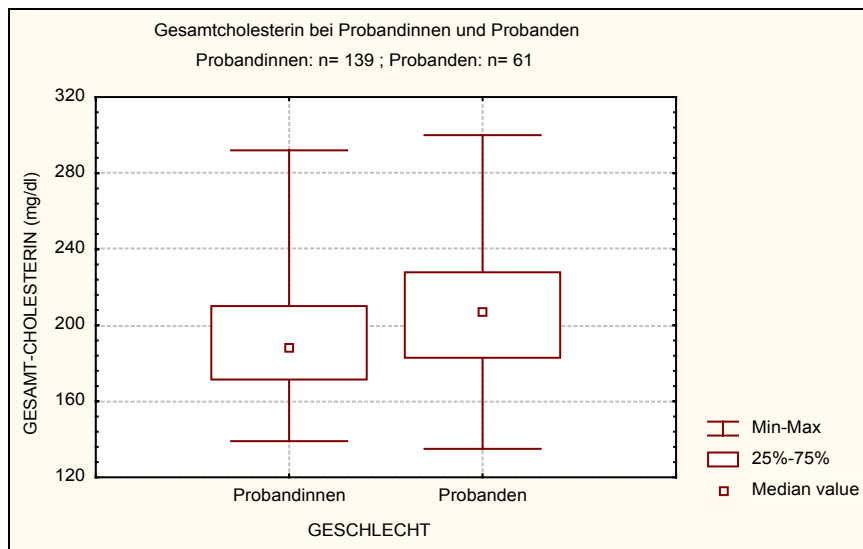 Gesamtcholesterin bei Probandinnen und Probanden
Probandinnen: n= 139 ; Probanden: n= 61
GESAMT-CHOLESTERIN (mg/dl)
320
280
240
200
160
120
Probandinnen
Probanden
GESCHLECHT
Min-Max
25%-75%
Median value